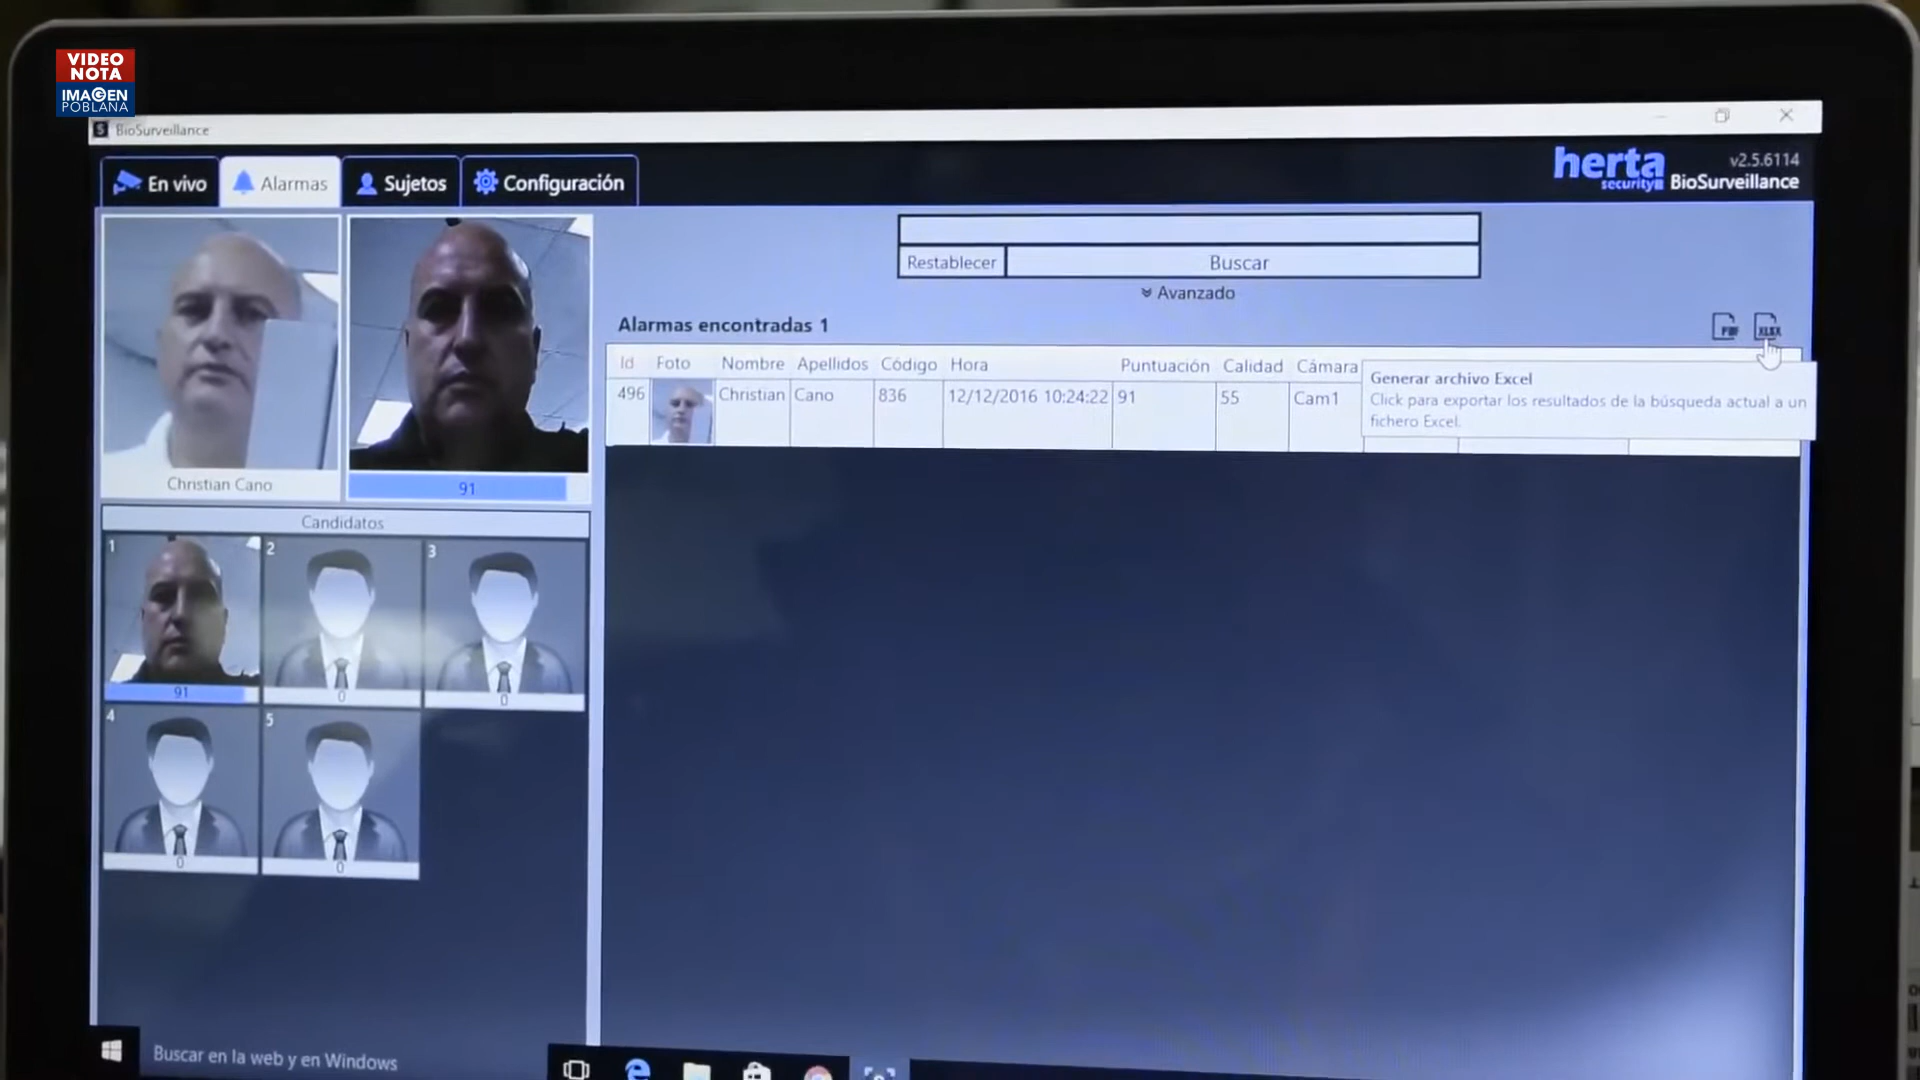 VIDEO
NOTA
IMAGEN
POBLANA
BioSurveillance
En vivo
Alarmas
Sujetos
Configuración
herta
security
v2.5.6114
BioSurveillance
Restablecer
Buscar
Avanzado
Alarmas encontradas 1
PDF
XLSX
Id Foto Nombre Apellidos Código Hora Puntuación Calidad Cámara
496 Christian Cano 836 12/12/2016 10:24:22 91 55 Cam1
Generar archivo Excel
Click para exportar los resultados de la búsqueda actual a un
fichero Excel.
Christian Cano
91
Candidatos
1
2
3
91
0
0
4
5
0
0
Buscar en la web y en Windows